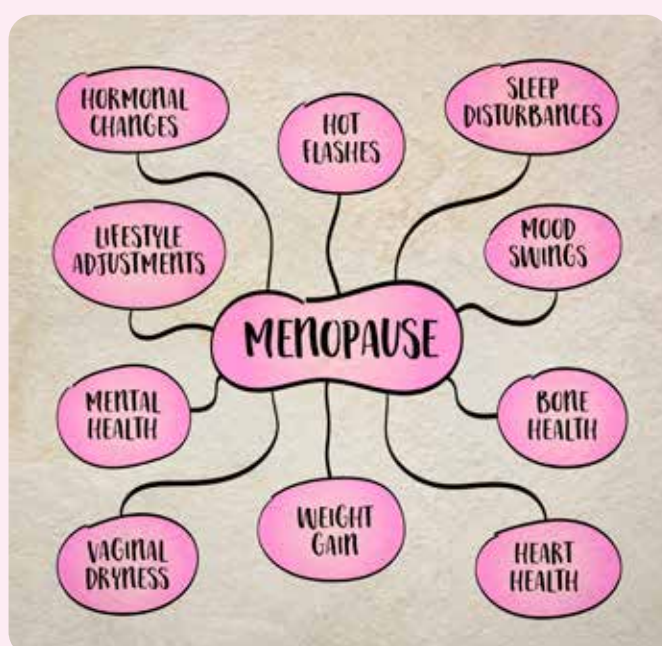 HORMONAL
CHANGES
HOT
FLASHES
SLEEP
DISTURBANCES
LIFESTYLE
ADJUSTMENTS
MOOD
SWINGS
MENOPAUSE
MENTAL
HEALTH
BONE
HEALTH
VAGINAL
DRYNESS
WEIGHT
GAIN
HEART
HEALTH